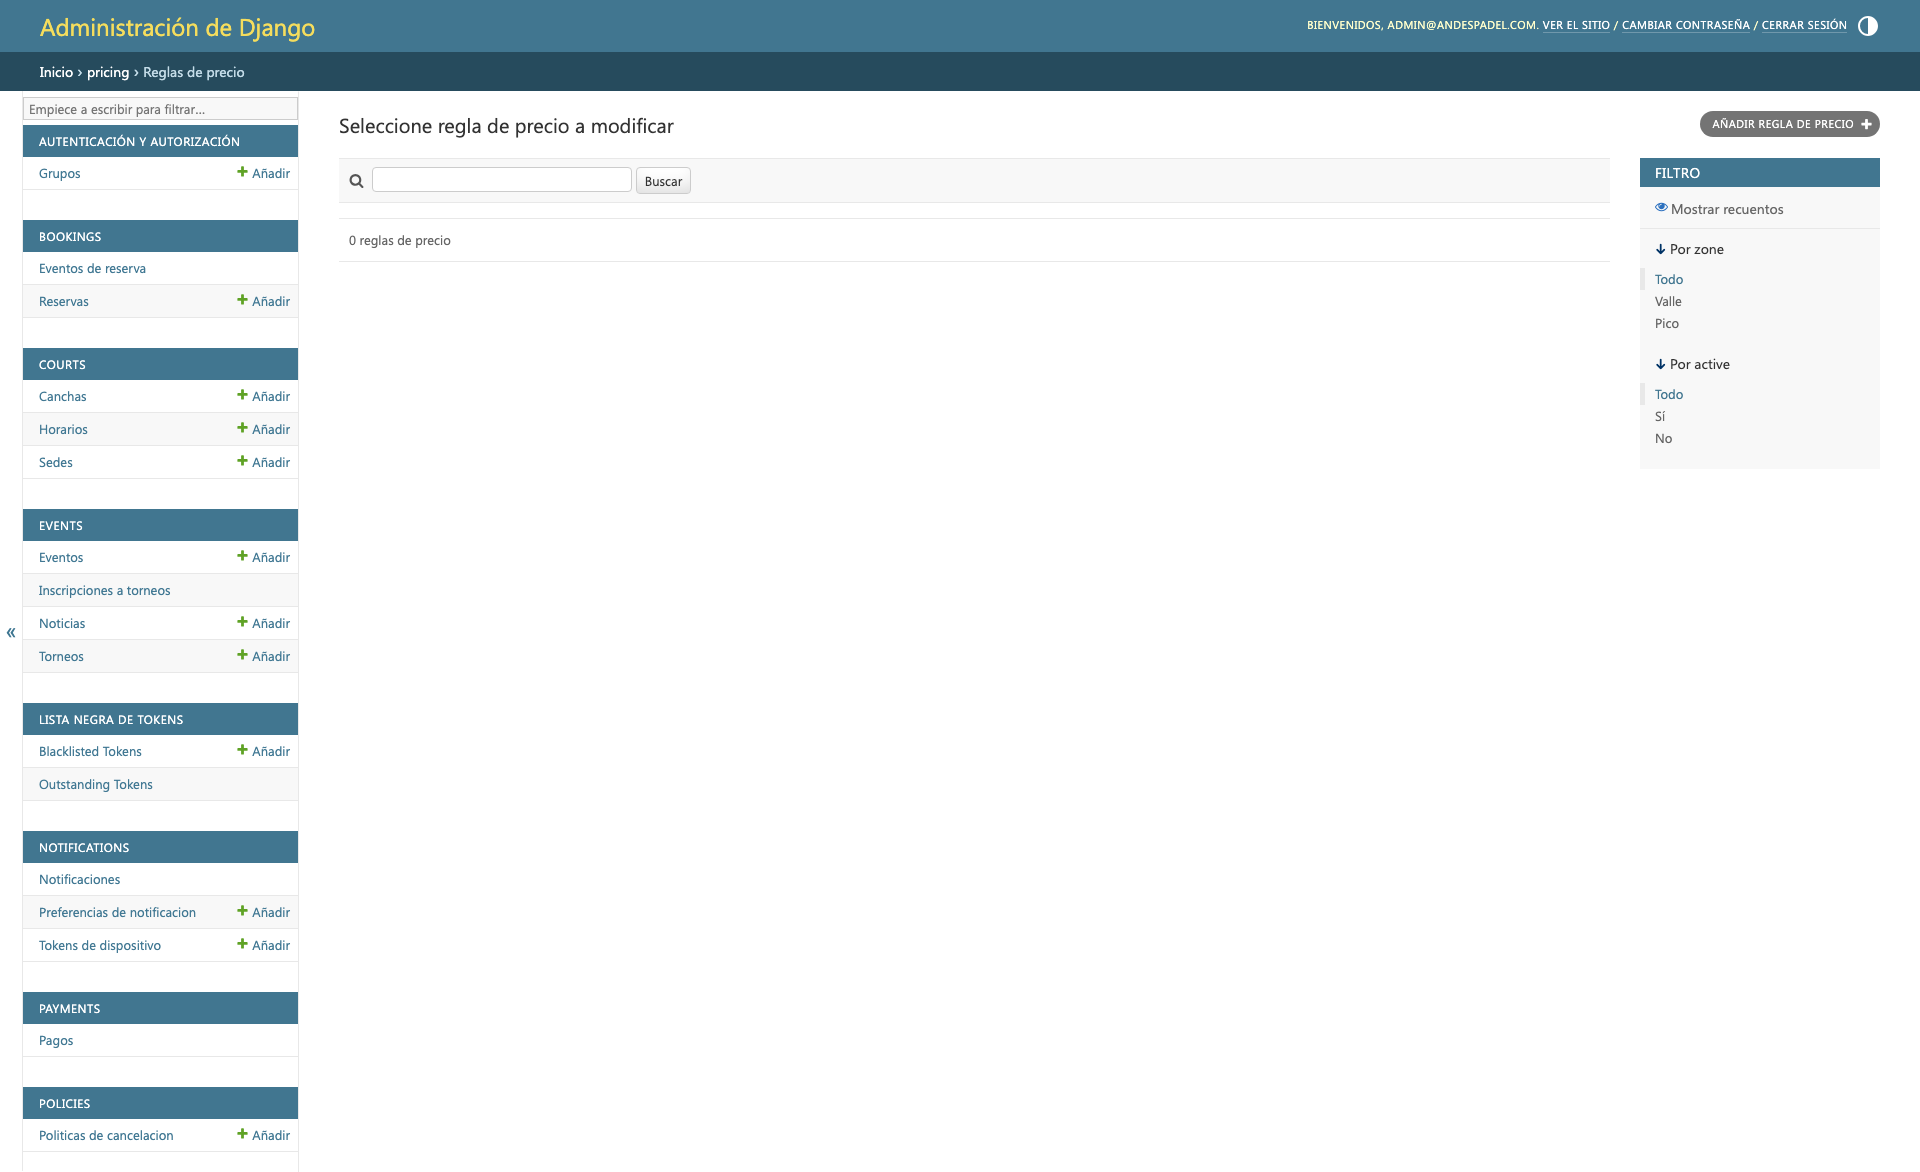 Administración de Django
BIENVENIDOS, ADMIN@ANDESPADEL.COM. VER EL SITIO / CAMBIAR CONTRASEÑA / CERRAR SESIÓN
Inicio › pricing › Reglas de precio
Empiece a escribir para filtrar...
AUTENTICACIÓN Y AUTORIZACIÓN
Grupos Añadir
BOOKINGS
Eventos de reserva
Reservas Añadir
COURTS
Canchas Añadir
Horarios Añadir
Sedes Añadir
EVENTS
Eventos Añadir
Inscripciones a torneos
Noticias Añadir
Torneos Añadir
LISTA NEGRA DE TOKENS
Blacklisted Tokens Añadir
Outstanding Tokens
NOTIFICATIONS
Notificaciones
Preferencias de notificacion Añadir
Tokens de dispositivo Añadir
PAYMENTS
Pagos
POLICIES
Politicas de cancelacion Añadir
«
Seleccione regla de precio a modificar
AÑADIR REGLA DE PRECIO
Buscar
0 reglas de precio
FILTRO
Mostrar recuentos
Por zone
Todo
Valle
Pico
Por active
Todo
Sí
No